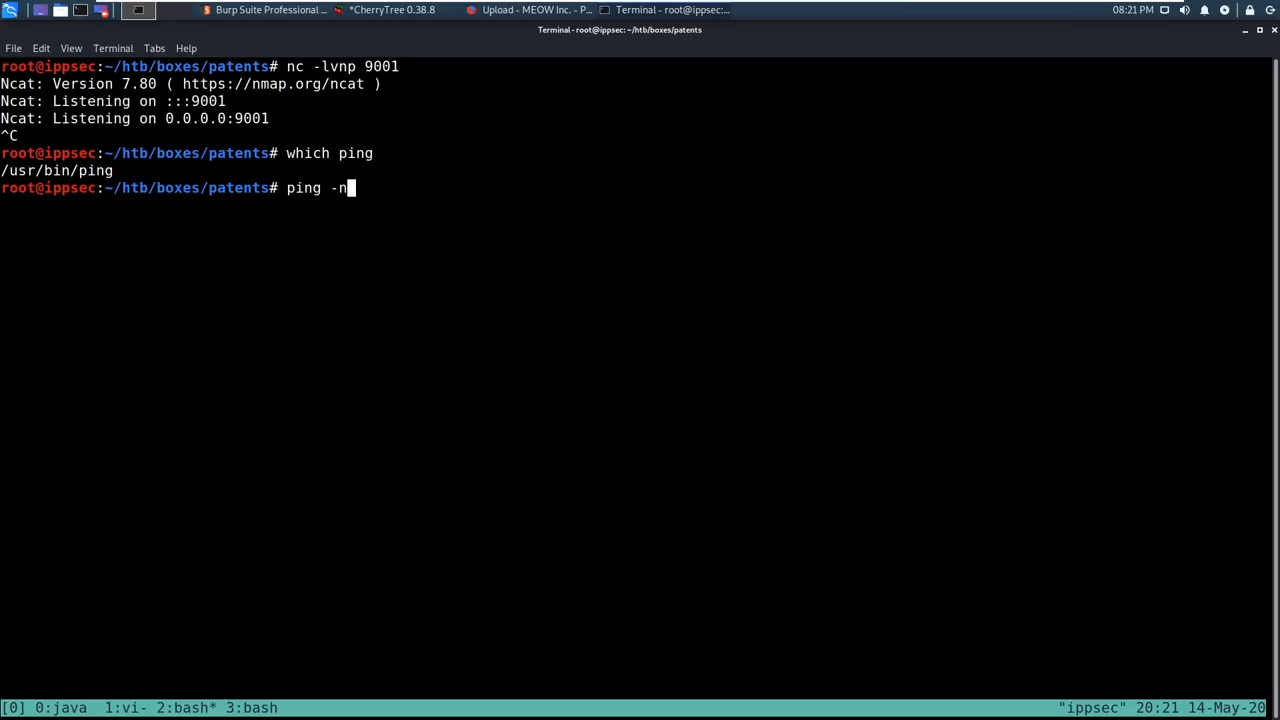 Burp Suite Professional ...
*CherryTree 0.38.8
Upload - MEOW Inc. - P...
Terminal - root@ippsec:...
08:21 PM
Terminal - root@ippsec: ~/htb/boxes/patents
File Edit View Terminal Tabs Help
root@ippsec:~/htb/boxes/patents# nc -lvnp 9001
Ncat: Version 7.80 ( https://nmap.org/ncat )
Ncat: Listening on :::9001
Ncat: Listening on 0.0.0.0:9001
^C
root@ippsec:~/htb/boxes/patents# which ping
/usr/bin/ping
root@ippsec:~/htb/boxes/patents# ping -n
[0] 0:java 1:vi- 2:bash* 3:bash "ippsec" 20:21 14-May-20